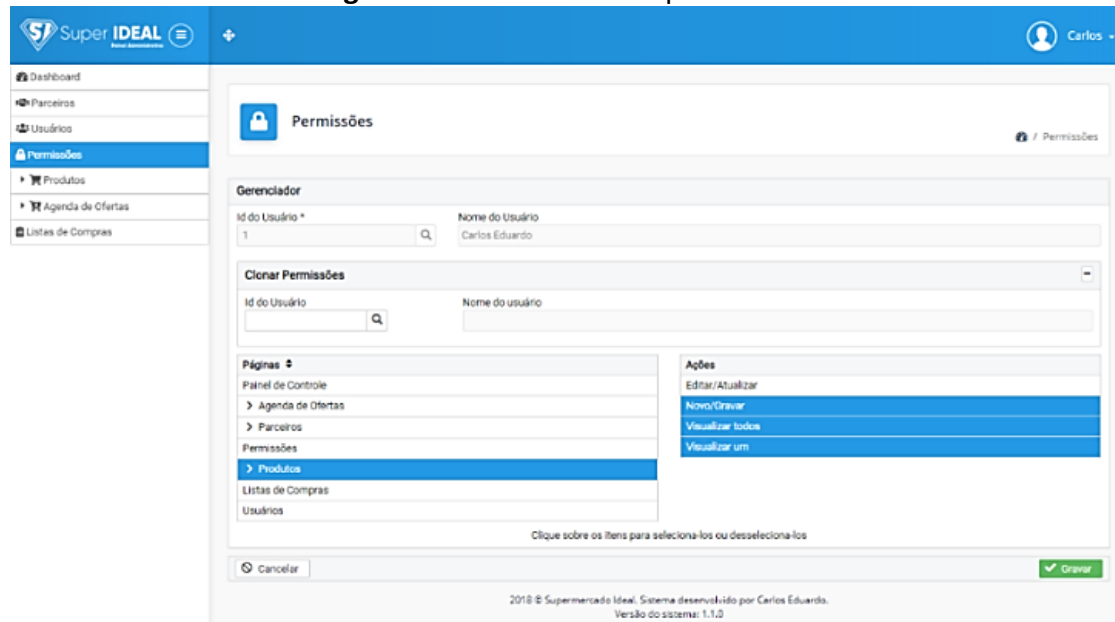 Super IDEAL
Painel Administrativo
Carlos
Dashboard
Parceiros
Usuários
Permissões
Produtos
Agenda de Ofertas
Listas de Compras
Permissões
/ Permissões
Gerenciador
Id do Usuário * Nome do Usuário
1 Carlos Eduardo
Clonar Permissões
Id do Usuário Nome do usuário
Páginas Ações
Painel de Controle Editar/Atualizar
> Agenda de Ofertas Novo/Gravar
> Parceiros Visualizar todos
Permissões Visualizar um
> Produtos
Listas de Compras
Usuários
Clique sobre os itens para seleciona-los ou desseleciona-los
Cancelar Gravar
2018 © Supermercado Ideal. Sistema desenvolvido por Carlos Eduardo.
Versão do sistema: 1.1.0